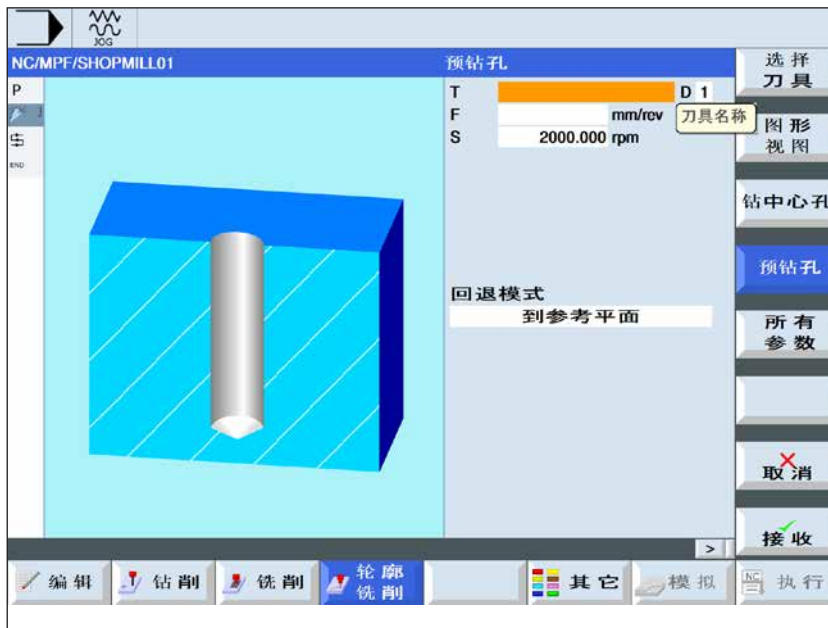 JOG
NC/MPF/SHOPMILL01
预钻孔
P
END
T
D 1
F
mm/rev
刀具名称
S
2000.000 rpm
回退模式
到参考平面
选择
刀具
图形
视图
钻中心孔
预钻孔
所有
参数
取消
接收
>
编辑
钻削
铣削
轮廓
铣削
其它
模拟
NC
执行